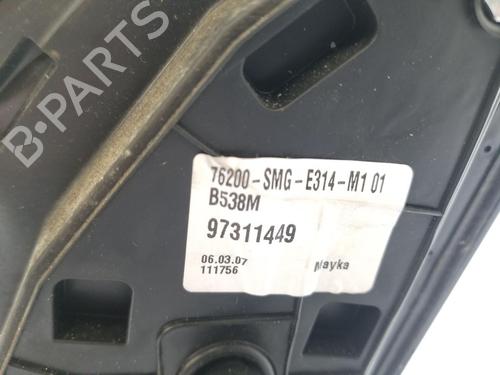 B-PARTS
76200-SMG-E314-M1 01
B538M
97311449
06.03.07
111756
Mayka